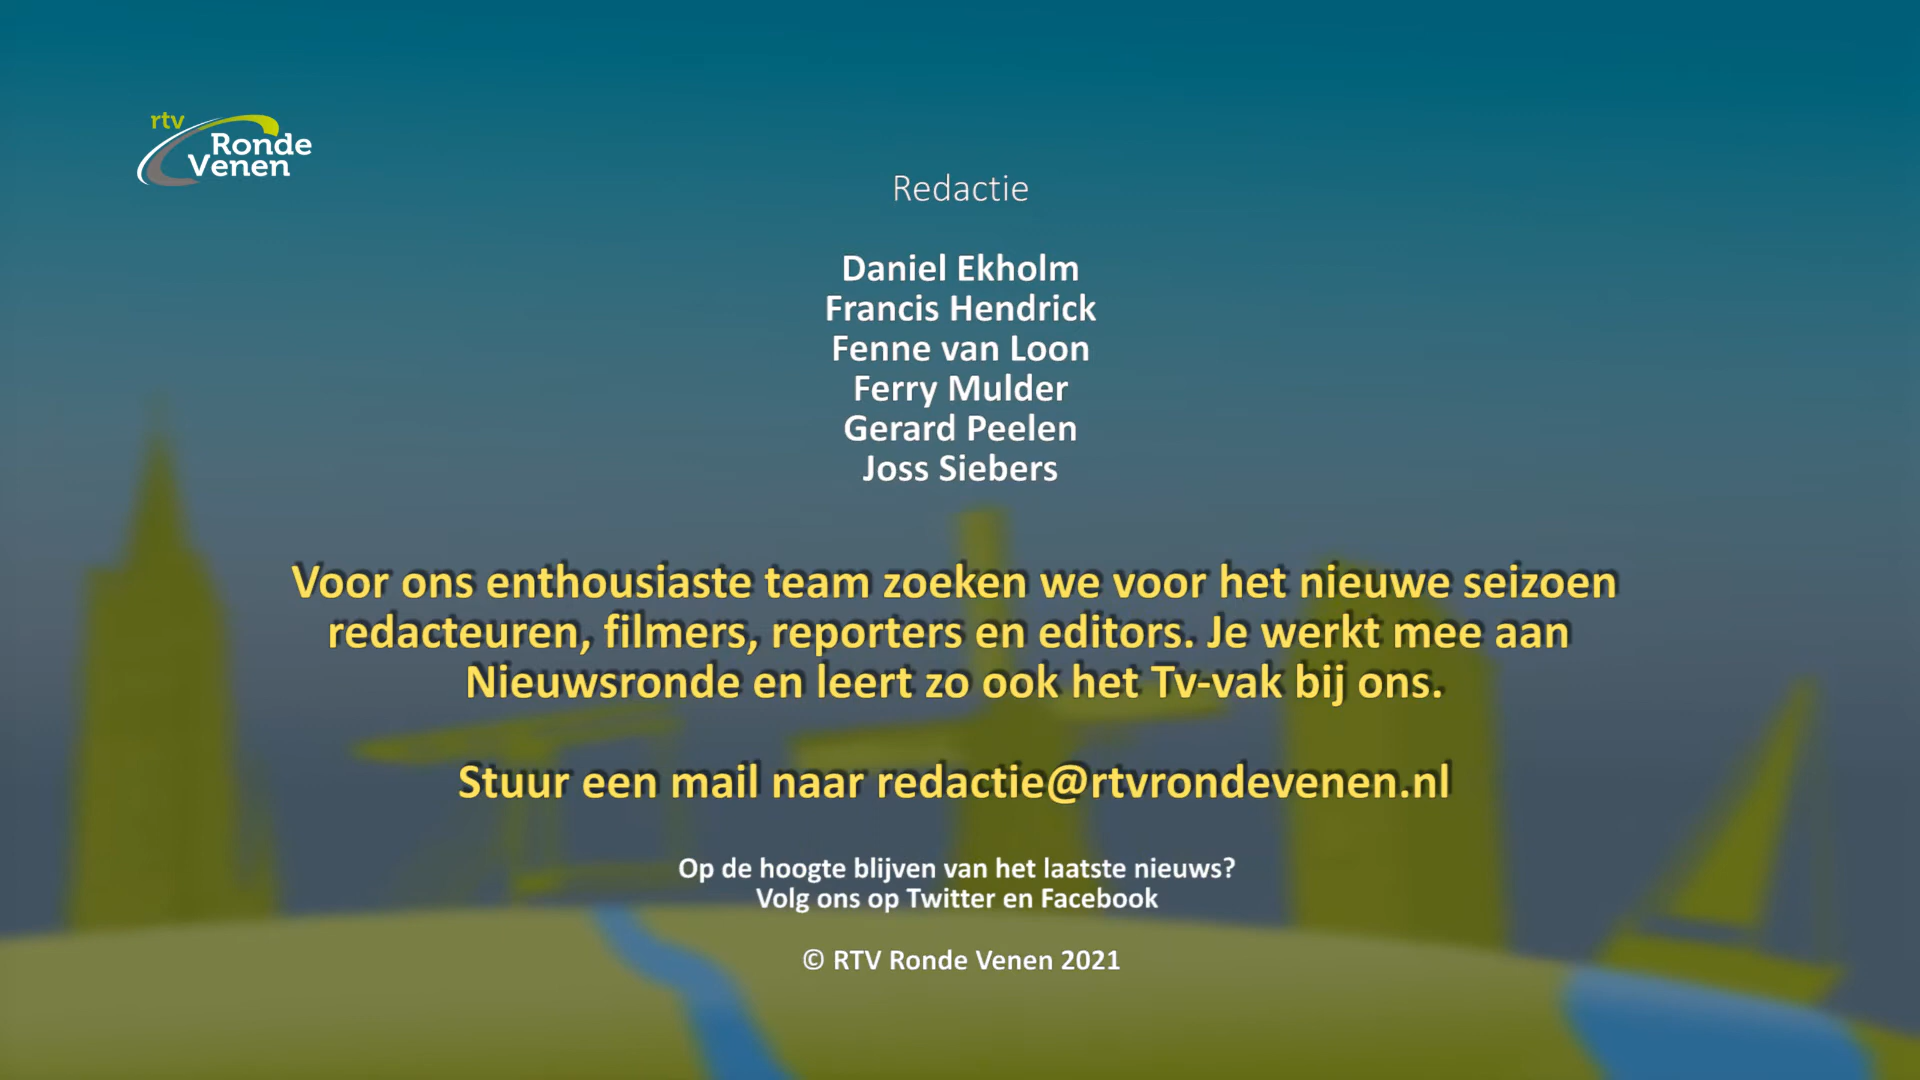 rtv
Ronde
Venen
Redactie
Daniel Ekholm
Francis Hendrick
Fenne van Loon
Ferry Mulder
Gerard Peelen
Joss Siebers
Voor ons enthousiaste team zoeken we voor het nieuwe seizoen
redacteuren, filmers, reporters en editors. Je werkt mee aan
Nieuwsronde en leert zo ook het Tv-vak bij ons.
Stuur een mail naar redactie@rtvrondevenen.nl
Op de hoogte blijven van het laatste nieuws?
Volg ons op Twitter en Facebook
© RTV Ronde Venen 2021